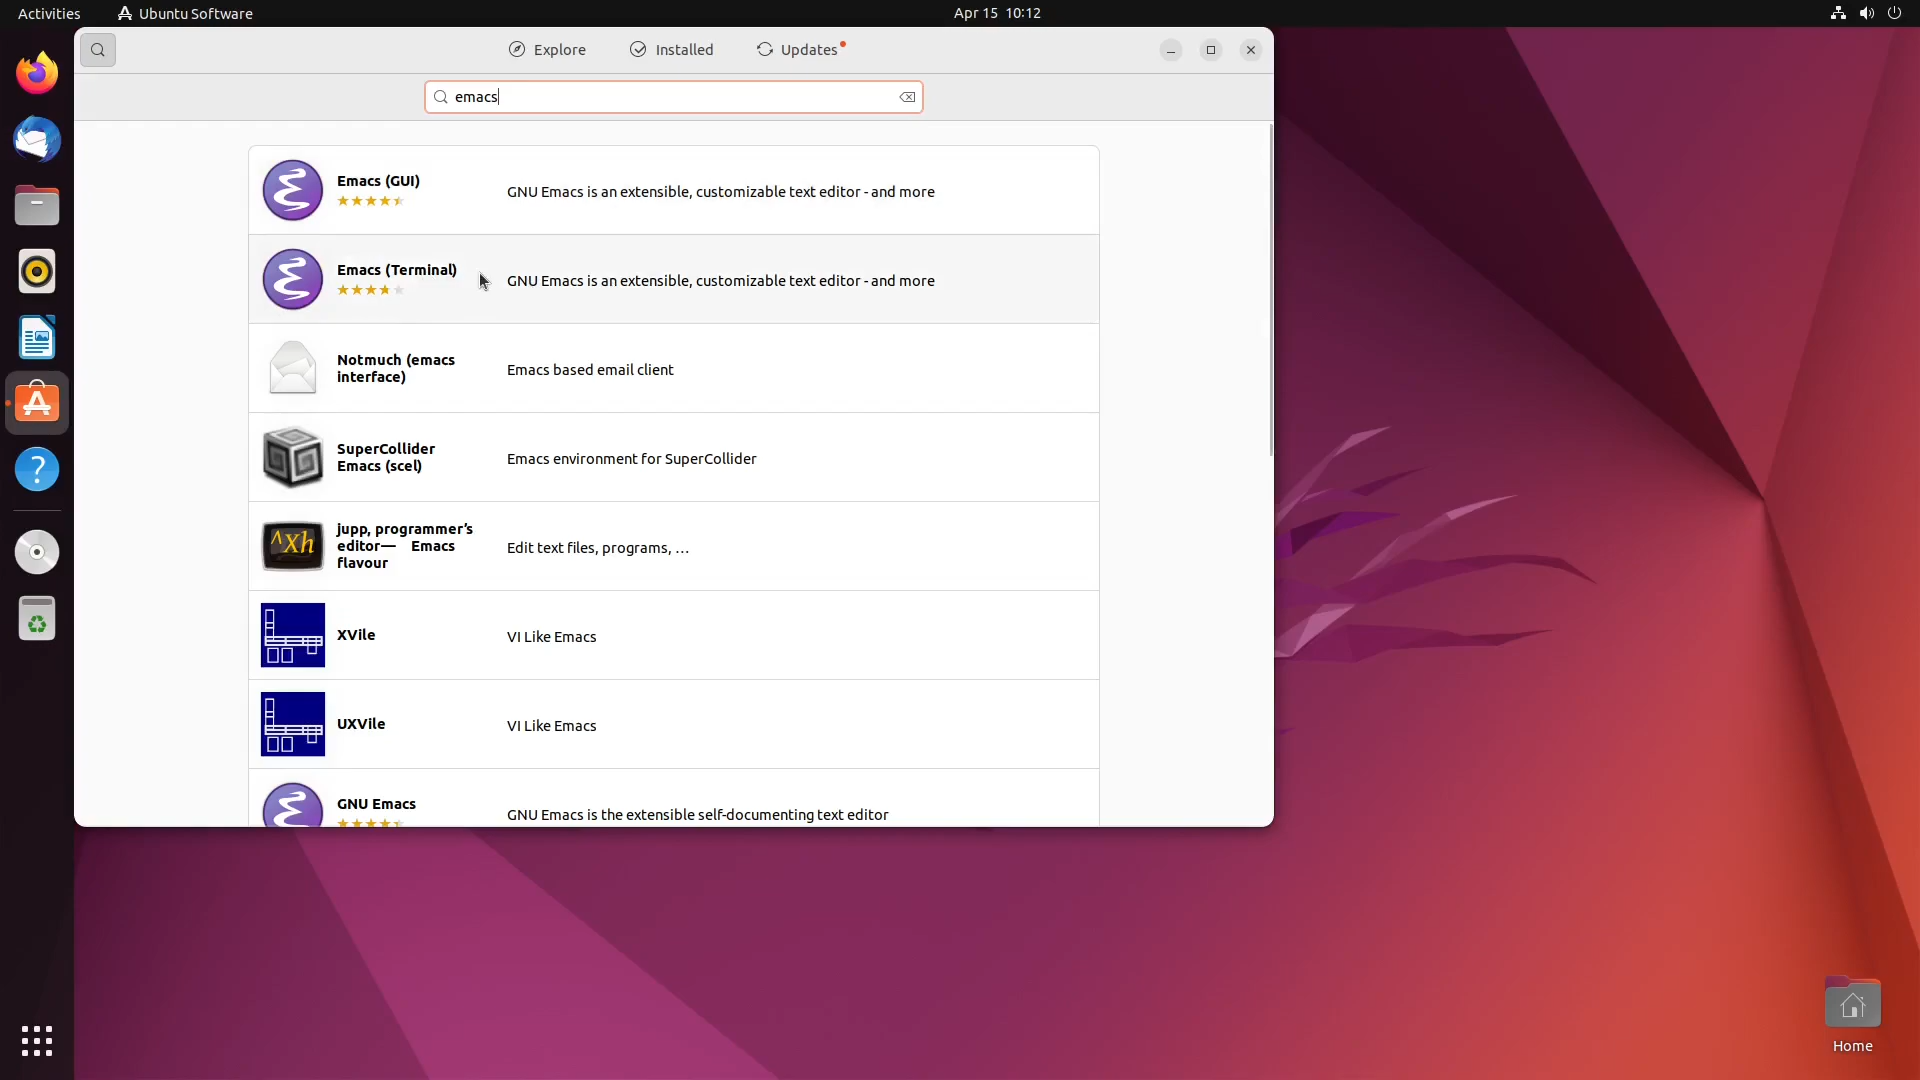 Activities
Ubuntu Software
Apr 15 10:12
Explore
Installed
Updates
emacs
Emacs (GUI)
GNU Emacs is an extensible, customizable text editor - and more
Emacs (Terminal)
GNU Emacs is an extensible, customizable text editor - and more
Notmuch (emacs
interface)
Emacs based email client
SuperCollider
Emacs (scel)
Emacs environment for SuperCollider
^Xh
jupp, programmer’s
editor— Emacs
flavour
Edit text files, programs, …
XVile
VI Like Emacs
UXVile
VI Like Emacs
GNU Emacs
GNU Emacs is the extensible self-documenting text editor
Home